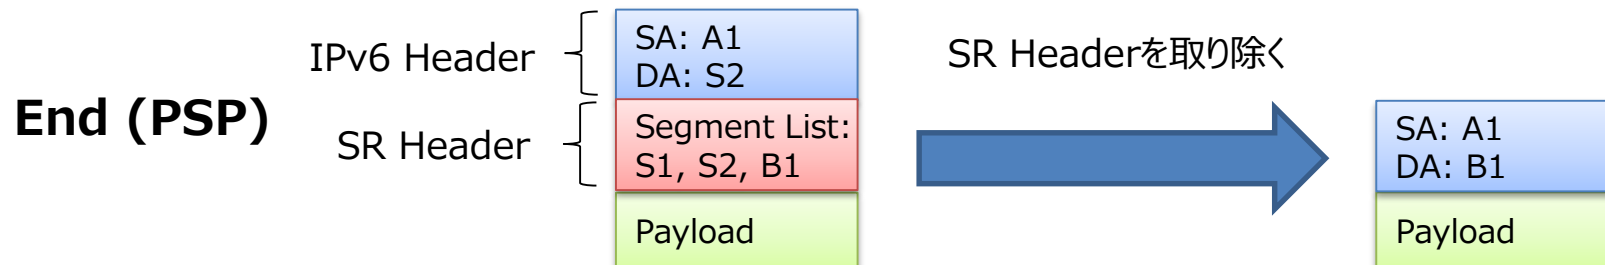 End (PSP)
IPv6 Header
SR Header
SA: A1
DA: S2
Segment List:
S1, S2, B1
Payload
SR Headerを取り除く
SA: A1
DA: B1
Payload